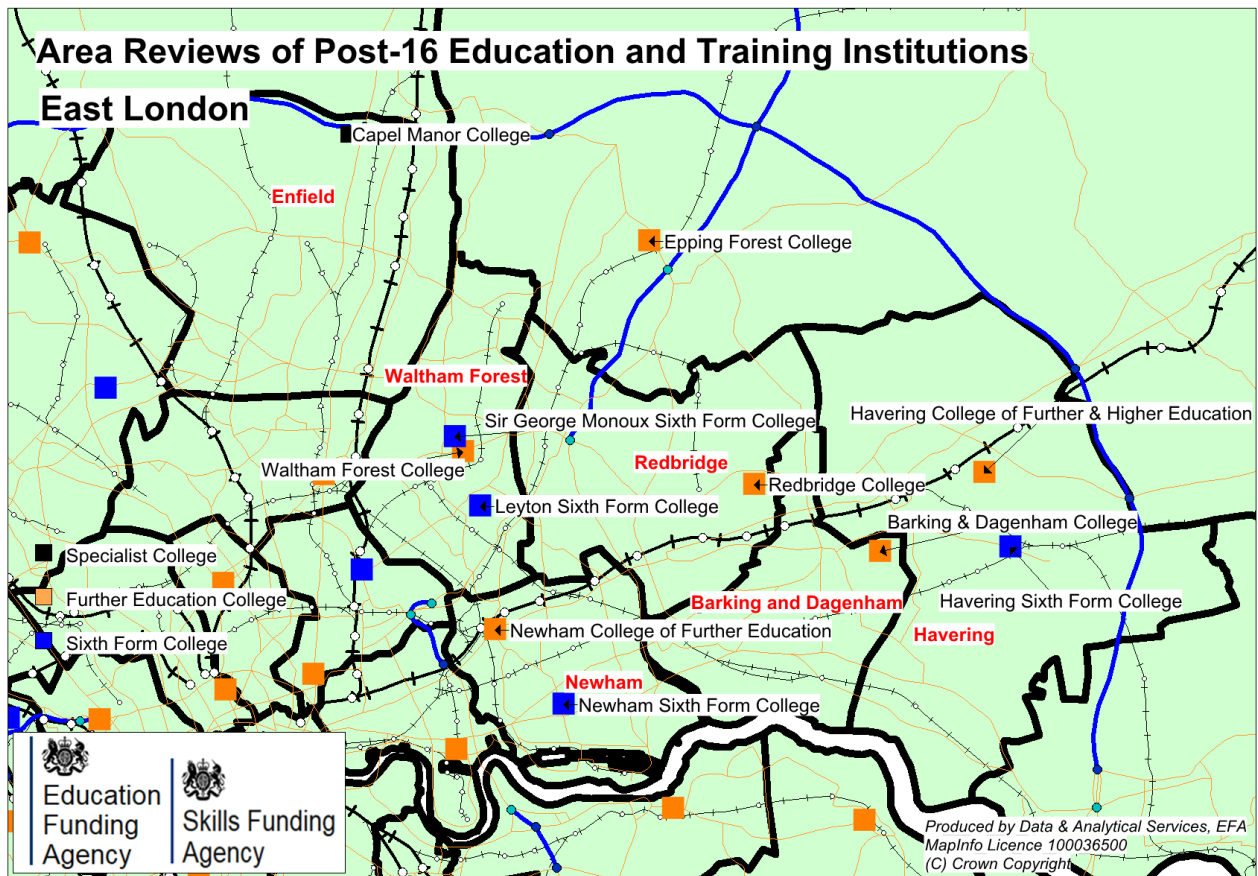 Area Reviews of Post-16 Education and Training Institutions
East London
Capel Manor College
Enfield
Epping Forest College
Waltham Forest
Sir George Monoux Sixth Form College
Havering College of Further & Higher Education
Waltham Forest College
Redbridge
Redbridge College
Leyton Sixth Form College
Barking & Dagenham College
Specialist College
Further Education College
Sixth Form College
Barking and Dagenham
Havering Sixth Form College
Newham College of Further Education
Havering
Newham
Newham Sixth Form College
Education
Funding
Agency
Skills Funding
Agency
Produced by Data & Analytical Services, EFA
MapInfo Licence 100036500
(C) Crown Copyright